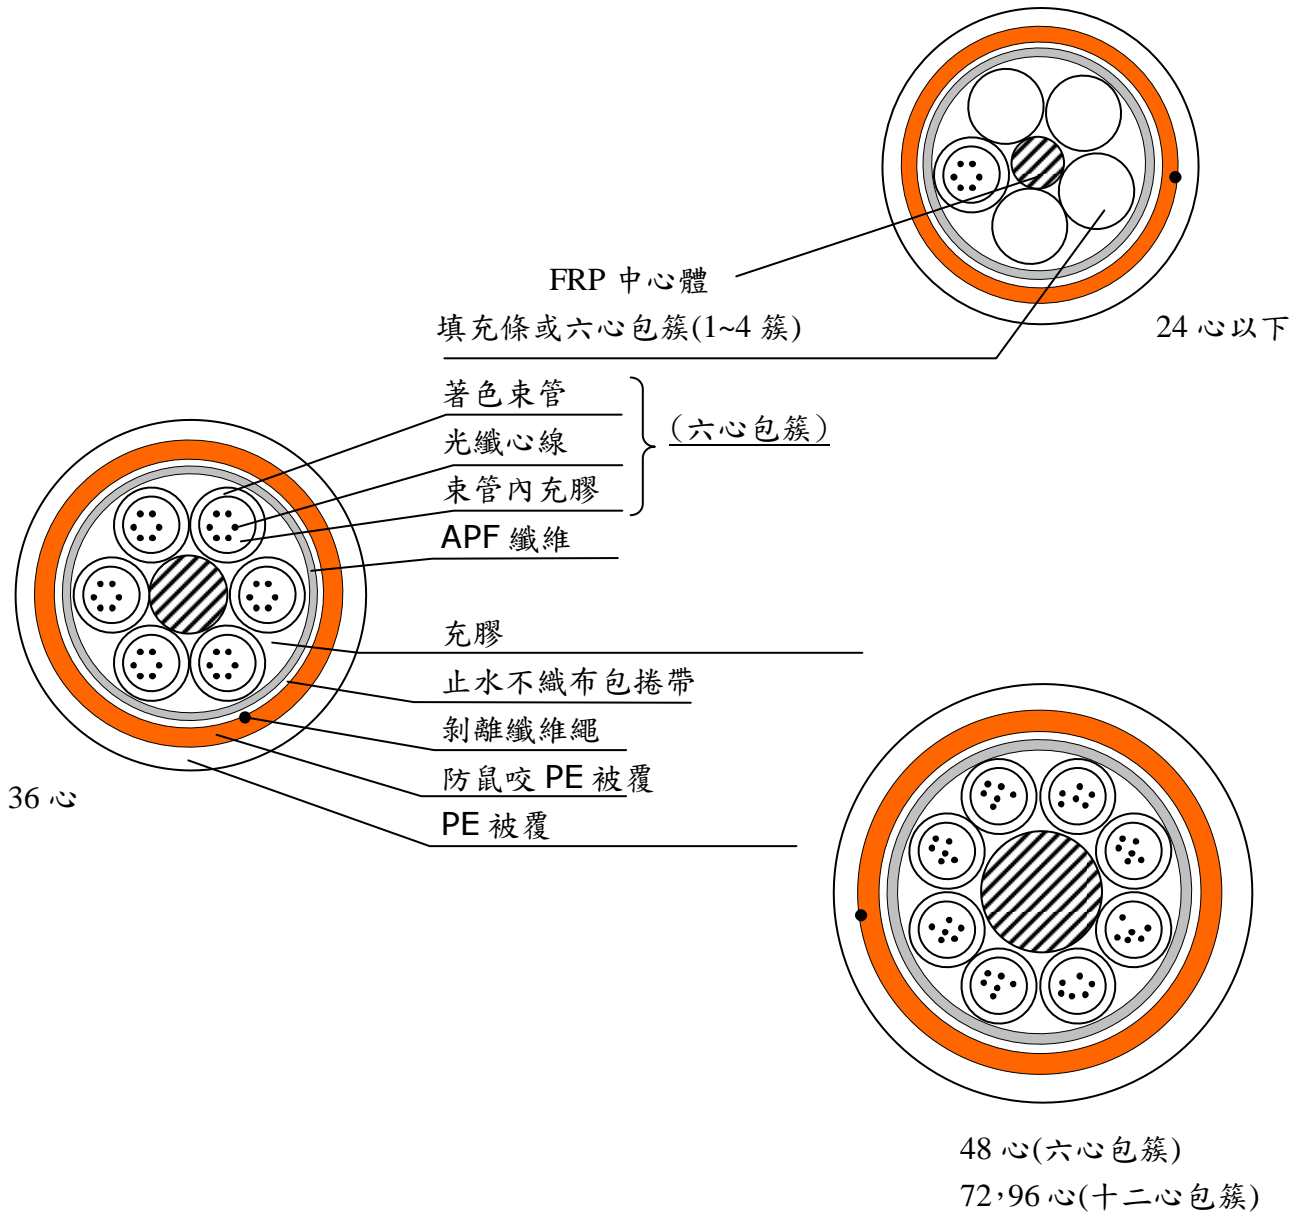 FRP 中心體
填充條或六心包簇(1~4 簇)
24 心以下
著色束管
光纖心線
束管內充膠
(六心包簇)
APF 纖維
充膠
止水不織布包捲帶
剝離纖維繩
防鼠咬 PE 被覆
PE 被覆
36 心
48 心(六心包簇)
72,96 心(十二心包簇)